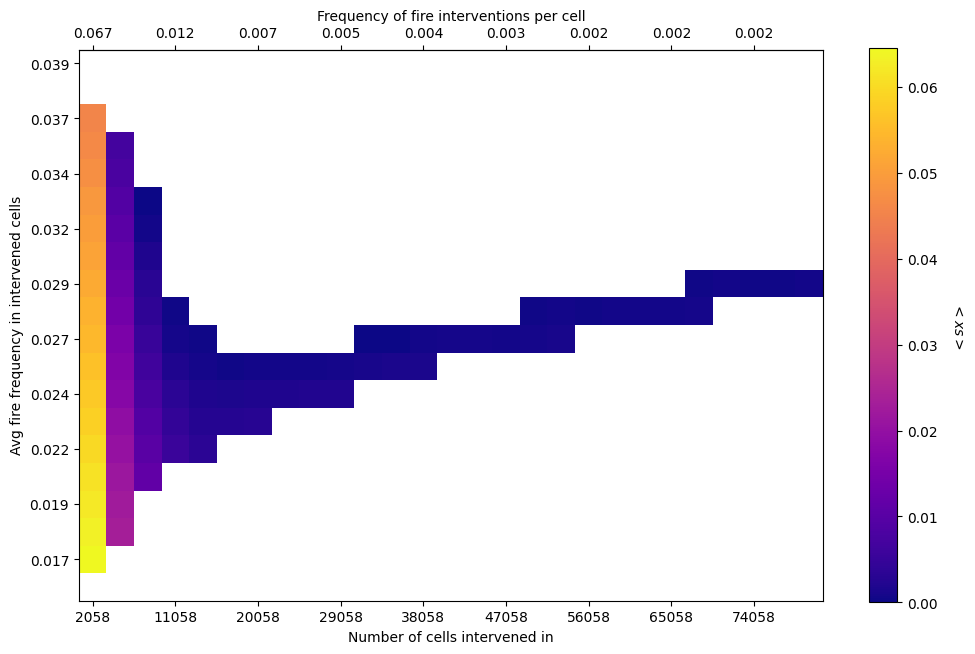 Frequency of fire interventions per cell
0.067 0.012 0.007 0.005 0.004 0.003 0.002 0.002 0.002
0.039
0.037
0.034
0.032
0.029
0.027
0.024
0.022
0.019
0.017
Avg fire frequency in intervened cells
2058 11058 20058 29058 38058 47058 56058 65058 74058
Number of cells intervened in
0.06
0.05
0.04
0.03
0.02
0.01
0.00
< sx >